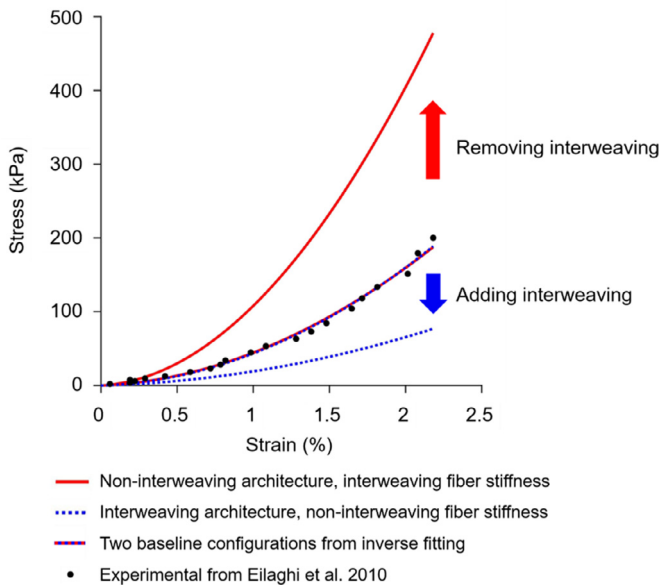 500
400
300
200
100
0
Stress (kPa)
0 0.5 1 1.5 2 2.5
Strain (%)
Removing interweaving
Adding interweaving
Non-interweaving architecture, interweaving fiber stiffness
Interweaving architecture, non-interweaving fiber stiffness
Two baseline configurations from inverse fitting
Experimental from Eilaghi et al. 2010